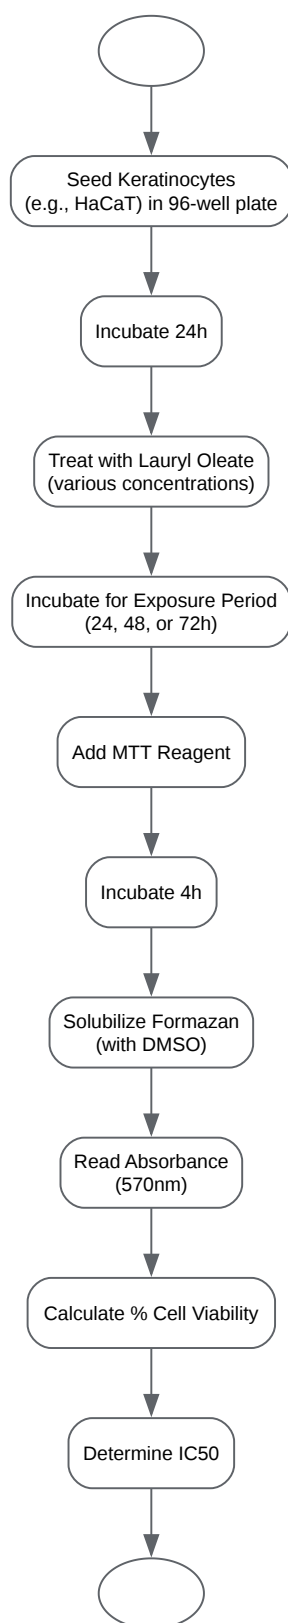 Seed Keratinocytes
(e.g., HaCaT) in 96-well plate
Incubate 24h
Treat with Lauryl Oleate
(various concentrations)
Incubate for Exposure Period
(24, 48, or 72h)
Add MTT Reagent
Incubate 4h
Solubilize Formazan
(with DMSO)
Read Absorbance
(570nm)
Calculate % Cell Viability
Determine IC50